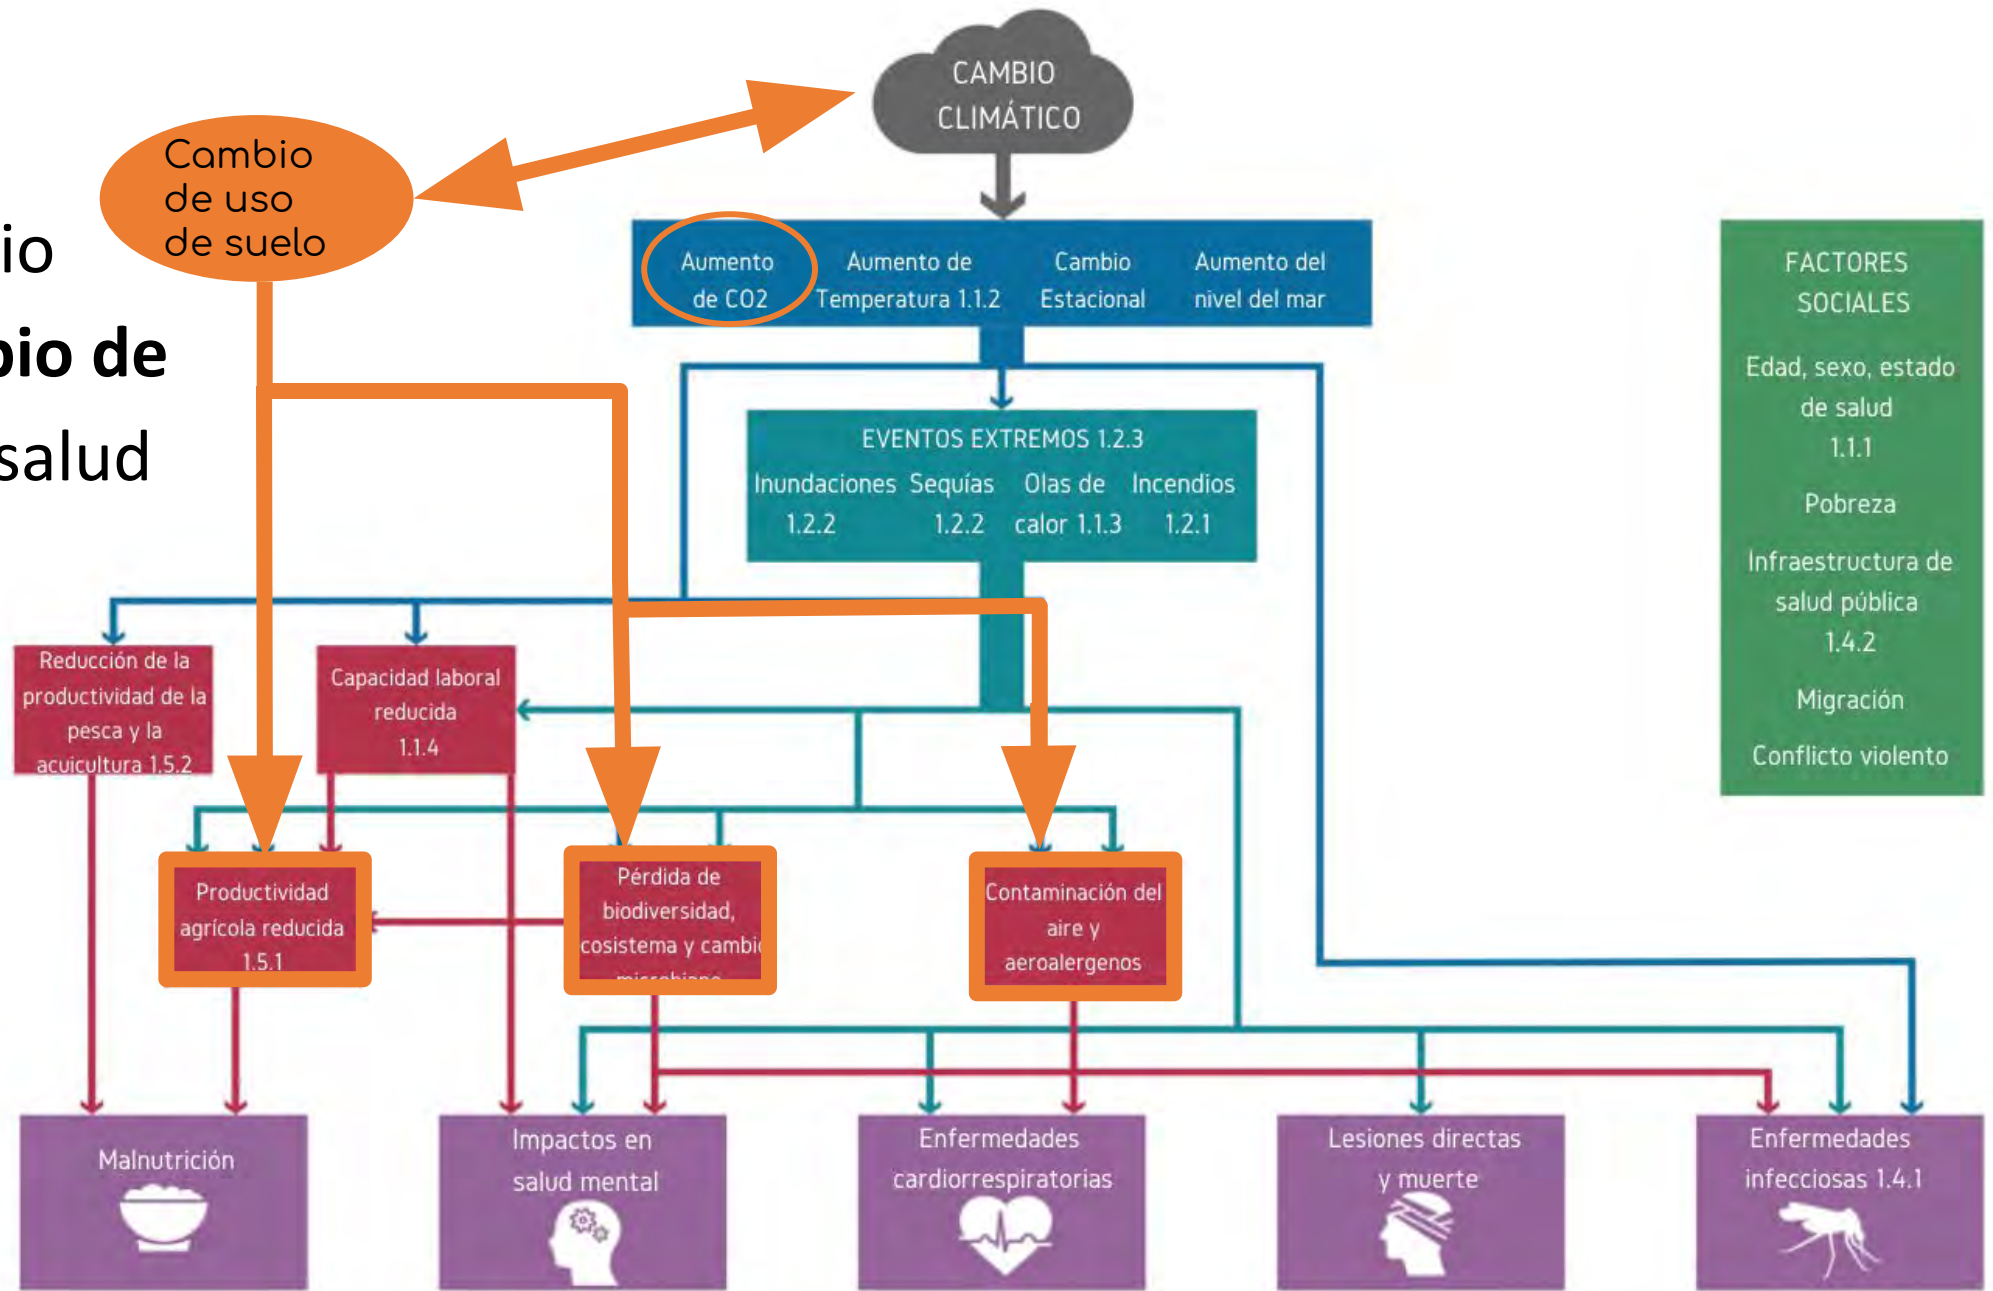 CAMBIO
CLIMÁTICO
Cambio
de uso
de suelo
io
io de
salud
Aumento
de CO2
Aumento de
Temperatura 1.1.2
Cambio
Estacional
Aumento del
nivel del mar
FACTORES
SOCIALES
Edad, sexo, estado
de salud
1.1.1
Pobreza
Infraestructura de
salud pública
1.4.2
Migración
Conflicto violento
EVENTOS EXTREMOS 1.2.3
Inundaciones
1.2.2
Sequías
1.2.2
Olas de
calor 1.1.3
Incendios
1.2.1
Reducción de la
productividad de la
pesca y la
acuicultura 1.5.2
Capacidad laboral
reducida
1.1.4
Productividad
agrícola reducida
1.5.1
Pérdida de
biodiversidad,
cosistema y cambio
microbiano
Contaminación del
aire y
aeroalergenos
Malnutrición
Impactos en
salud mental
Enfermedades
cardiorrespiratorias
Lesiones directas
y muerte
Enfermedades
infecciosas 1.4.1